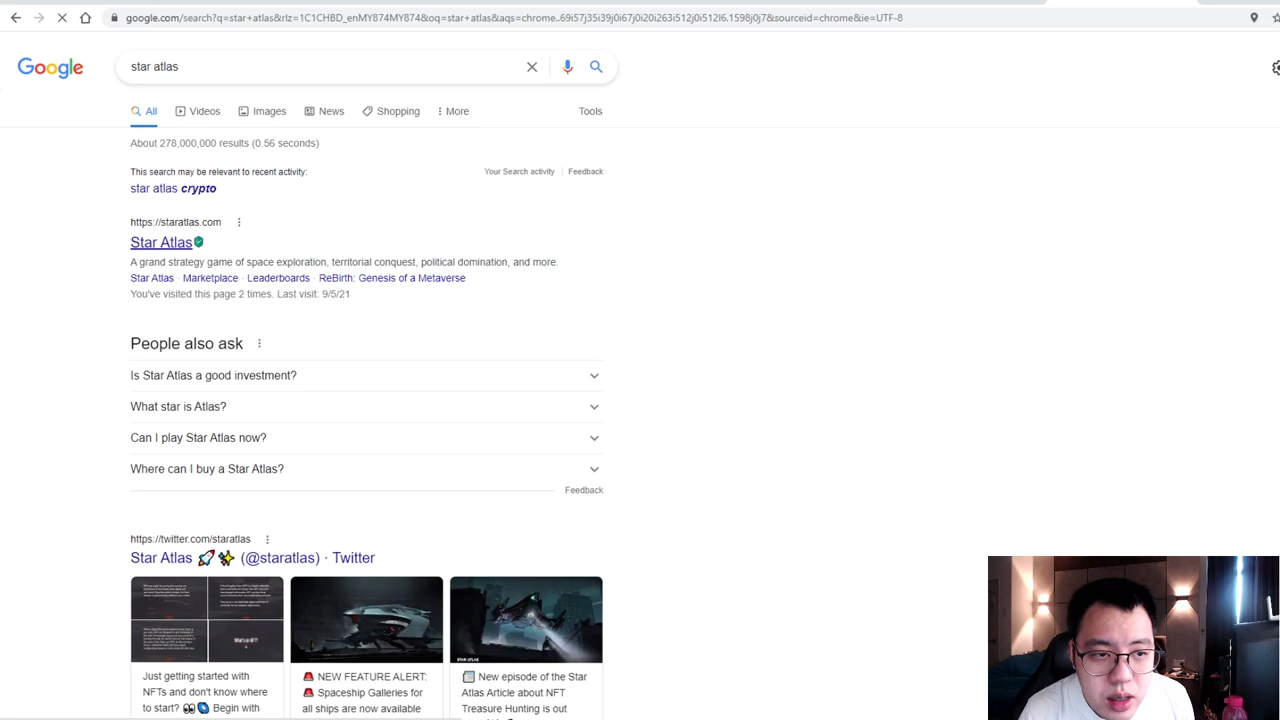 google.com/search?q=star+atlas&rlz=1C1CHBD_enMY874MY874&oq=star+atlas&aqs=chrome..69i57j35i39j0i67j0i20i263i512j0i512l6.1598j0j7&sourceid=chrome&ie=UTF-8
Google
star atlas
All Videos Images News Shopping More Tools
About 278,000,000 results (0.56 seconds)
This search may be relevant to recent activity: Your Search activity Feedback
star atlas crypto
https://staratlas.com
Star Atlas
A grand strategy game of space exploration, territorial conquest, political domination, and more.
Star Atlas · Marketplace · Leaderboards · ReBirth: Genesis of a Metaverse
You've visited this page 2 times. Last visit: 9/5/21
People also ask
Is Star Atlas a good investment?
What star is Atlas?
Can I play Star Atlas now?
Where can I buy a Star Atlas?
Feedback
https://twitter.com/staratlas
Star Atlas 🚀✨ (@staratlas) · Twitter
STAR ATLAS
Just getting started with
NFTs and don't know where
to start? 👀 Begin with
🚨 NEW FEATURE ALERT:
🚨 Spaceship Galleries for
all ships are now available
New episode of the Star
Atlas Article about NFT
Treasure Hunting is out